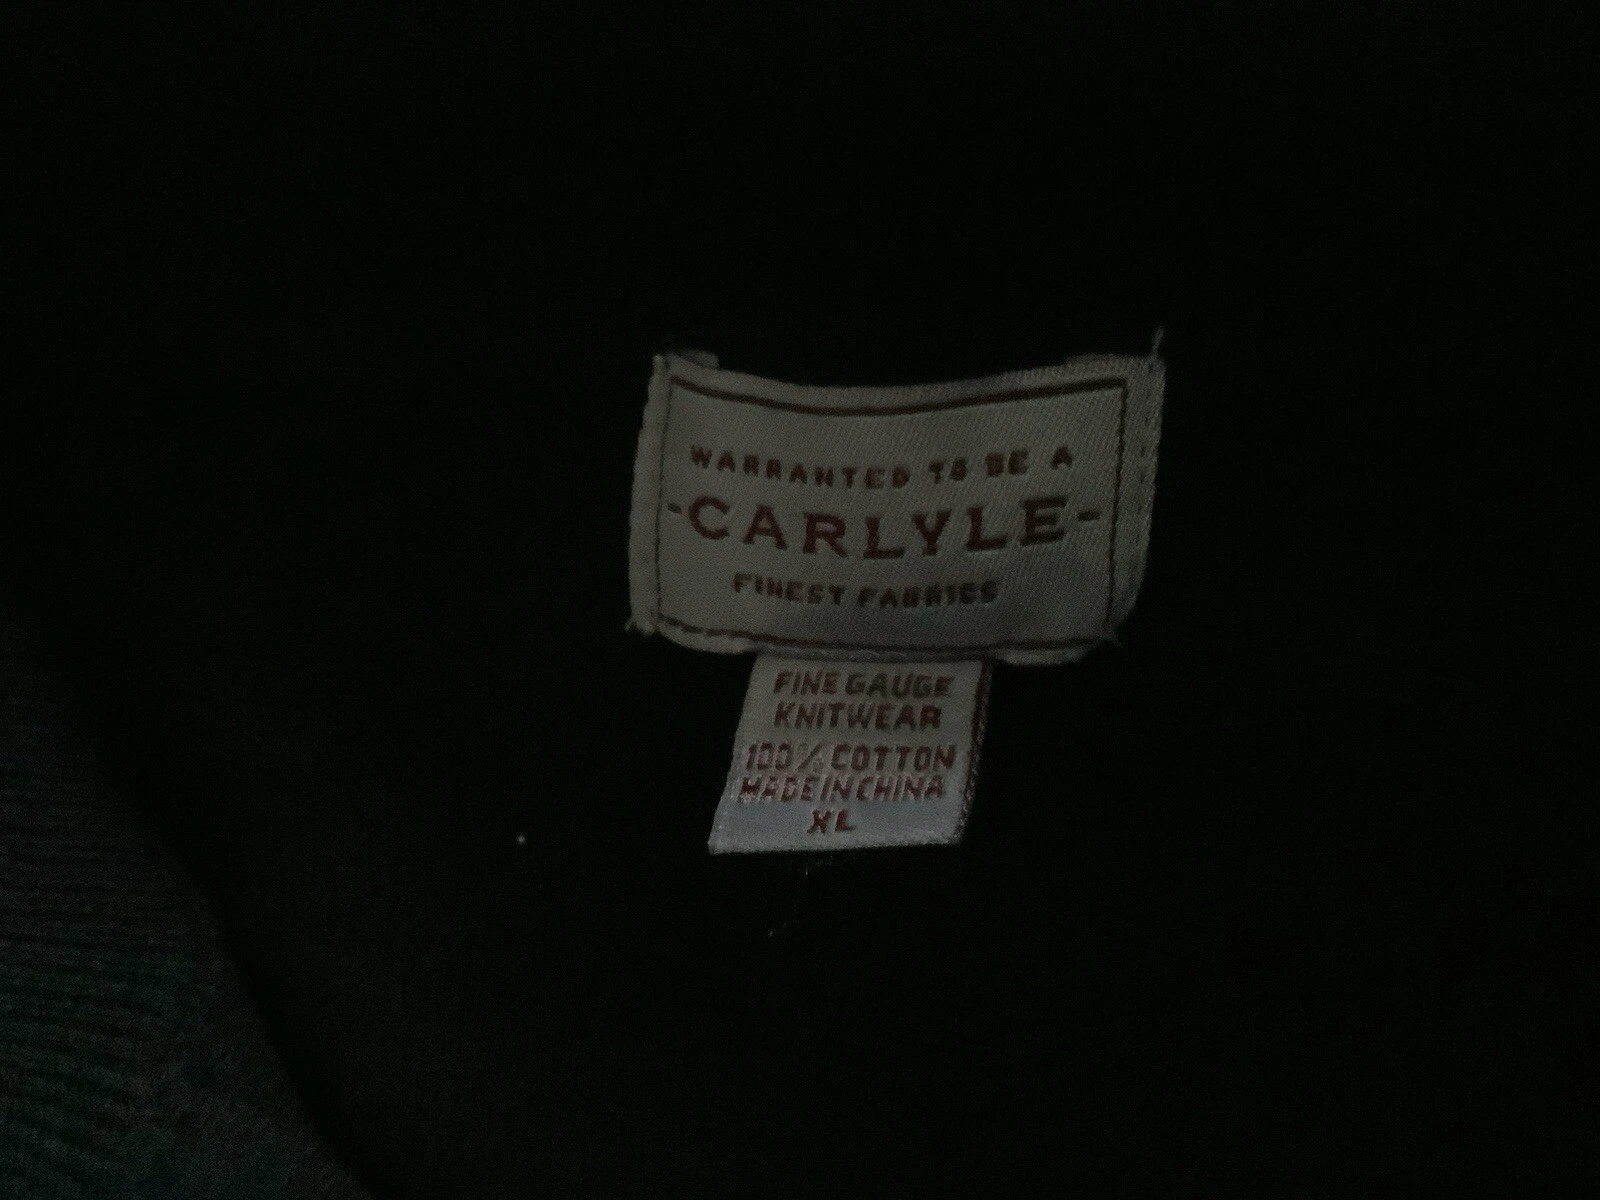 WARRANTED TO BE A
-CARLYLE-
FINEST FABRICS
FINE GAUGE
KNITWEAR
100% COTTON
MADE IN CHINA
XL